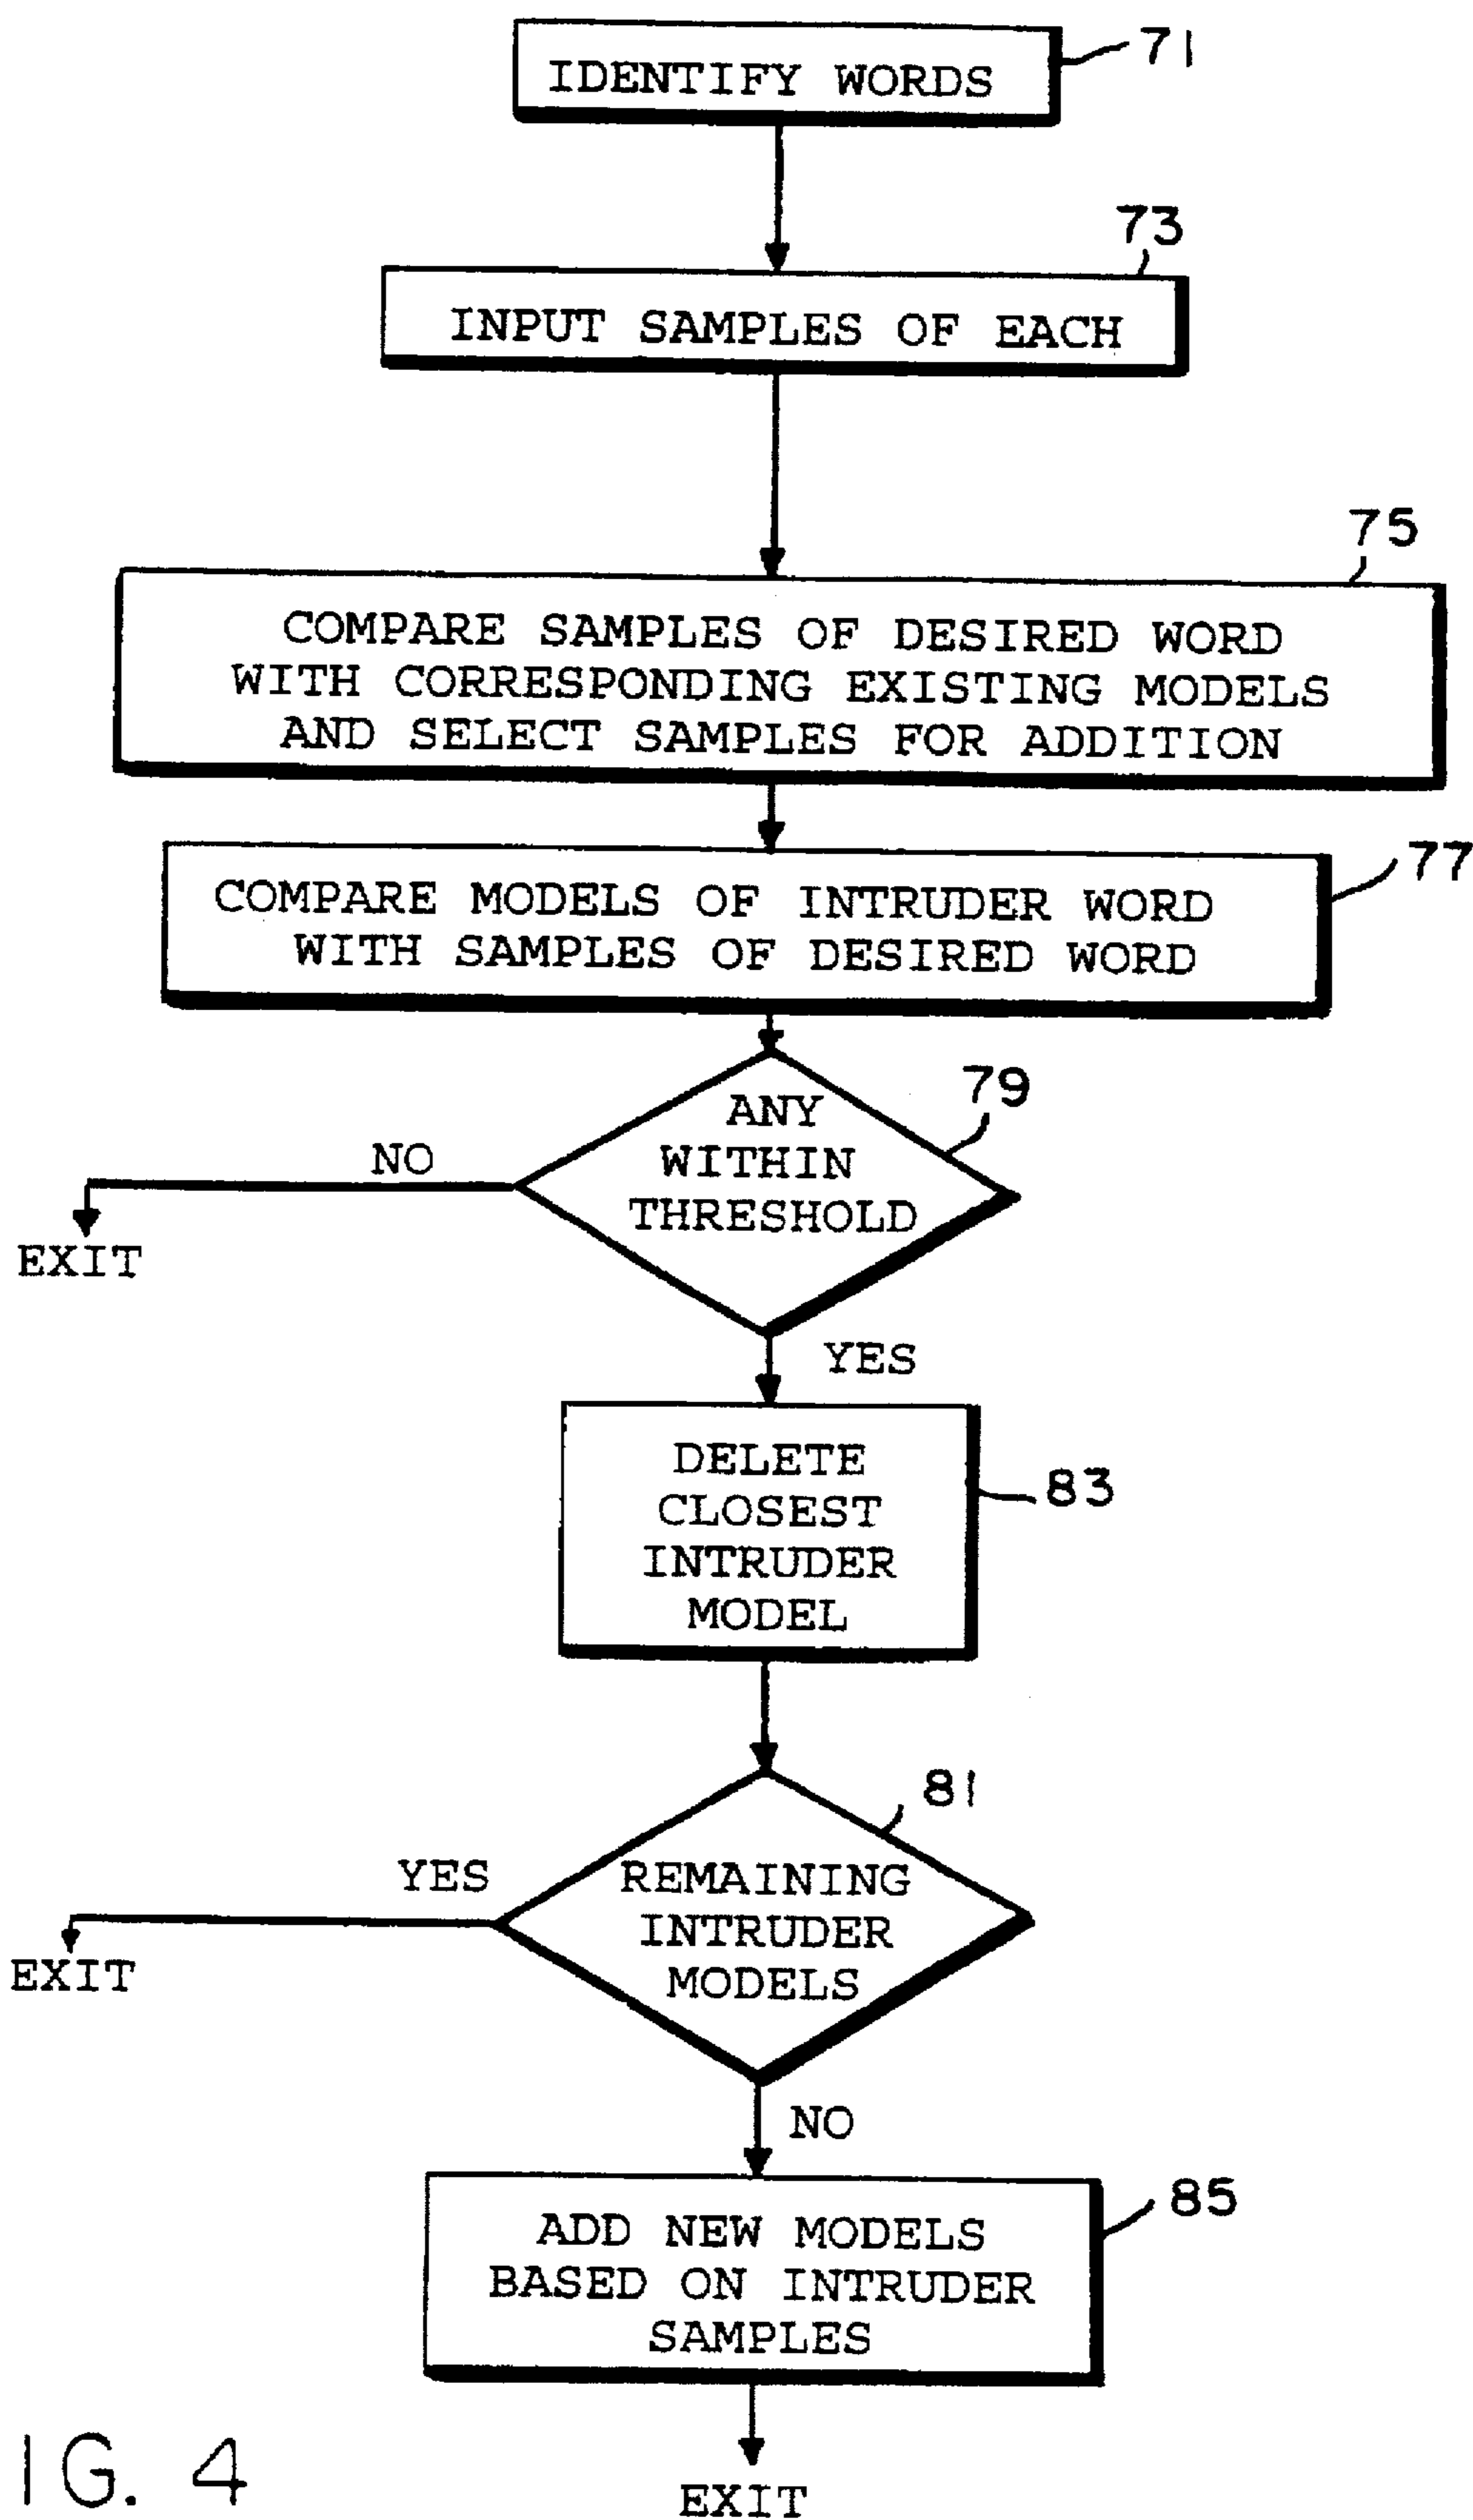 IDENTIFY WORDS
71
73
INPUT SAMPLES OF EACH
75
COMPARE SAMPLES OF DESIRED WORD
WITH CORRESPONDING EXISTING MODELS
AND SELECT SAMPLES FOR ADDITION
77
COMPARE MODELS OF INTRUDER WORD
WITH SAMPLES OF DESIRED WORD
79
ANY
WITHIN
THRESHOLD
NO
EXIT
YES
DELETE
CLOSEST
INTRUDER
MODEL
83
81
REMAINING
INTRUDER
MODELS
YES
EXIT
NO
85
ADD NEW MODELS
BASED ON INTRUDER
SAMPLES
EXIT
IG. 4